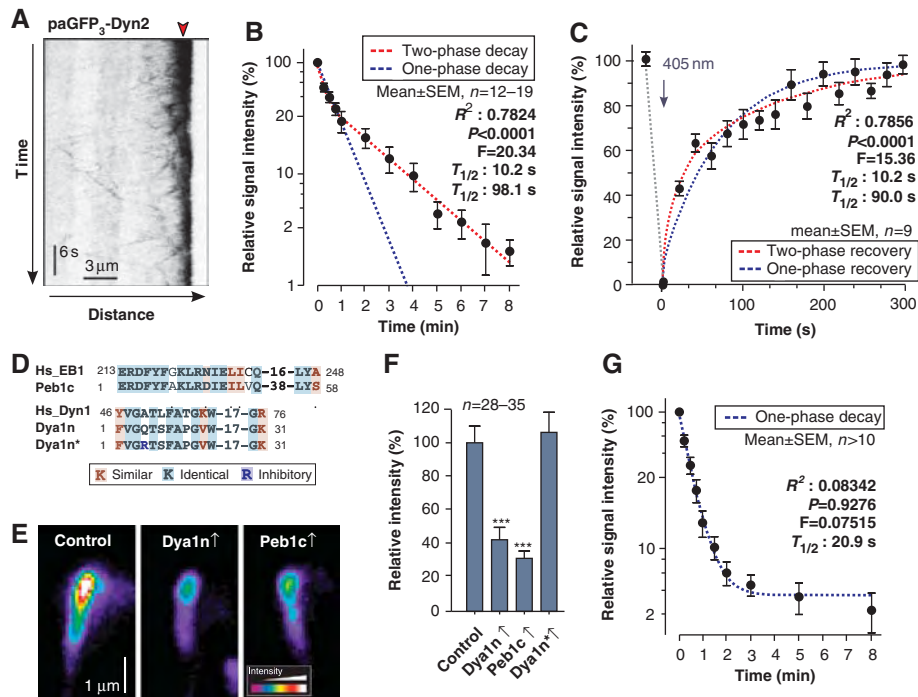 A
paGFP3-Dyn2
Time
6 s
3 µm
Distance
B
Relative signal intensity (%)
100
20
10
2
1
Two-phase decay
One-phase decay
Mean±SEM, n=12–19
R2 : 0.7824
P<0.0001
F=20.34
T1/2 : 10.2 s
T1/2 : 98.1 s
0 1 2 3 4 5 6 7 8
Time (min)
C
Relative signal intensity (%)
100
80
60
40
20
0
405 nm
R2 : 0.7856
P<0.0001
F=15.36
T1/2 : 10.2 s
T1/2 : 90.0 s
mean±SEM, n=9
Two-phase recovery
One-phase recovery
0 100 200 300
Time (s)
D
Hs_EB1 213 ERDFYFGKLRNIELICQ–16–LYA 248
Peb1c 1 ERDFYFAKLRDIEILVQ–38–LYS 58
Hs_Dyn1 46 YVGATLFATGKW–17–GR 76
Dya1n 1 FVGQTSFAPGVW–17–GK 31
Dya1n* 1 FVGRTSFAPGVW–17–GK 31
K Similar K Identical R Inhibitory
E
Control Dya1n↑ Peb1c↑
1 µm
Intensity
F
Relative intensity (%)
120
100
80
60
40
20
0
n=28–35
***
***
Control Dya1n↑ Peb1c↑ Dya1n*↑
G
Relative signal intensity (%)
100
20
10
2
One-phase decay
Mean±SEM, n>10
R2 : 0.08342
P=0.9276
F=0.07515
T1/2 : 20.9 s
0 1 2 3 4 5 6 7 8
Time (min)